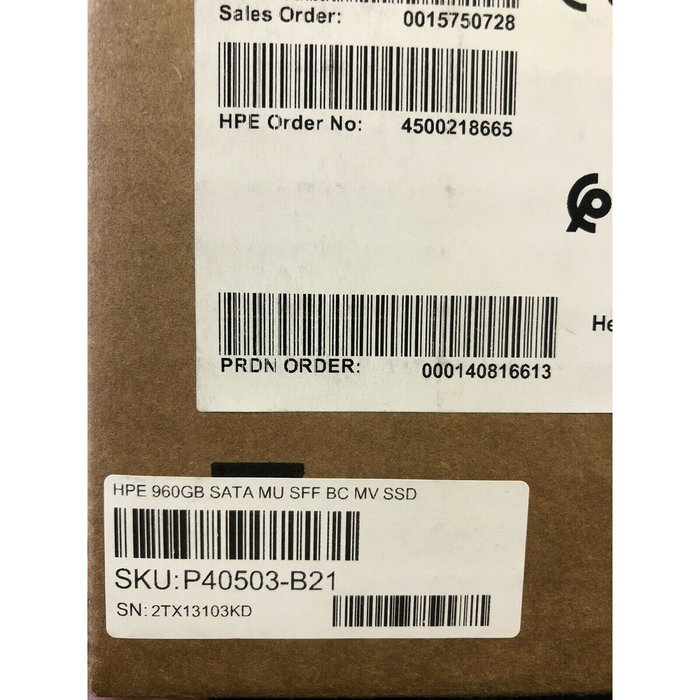 Sales Order: 0015750728
HPE Order No: 4500218665
He
PRDN ORDER: 000140816613
HPE 960GB SATA MU SFF BC MV SSD
SKU:P40503-B21
SN:2TX13103KD